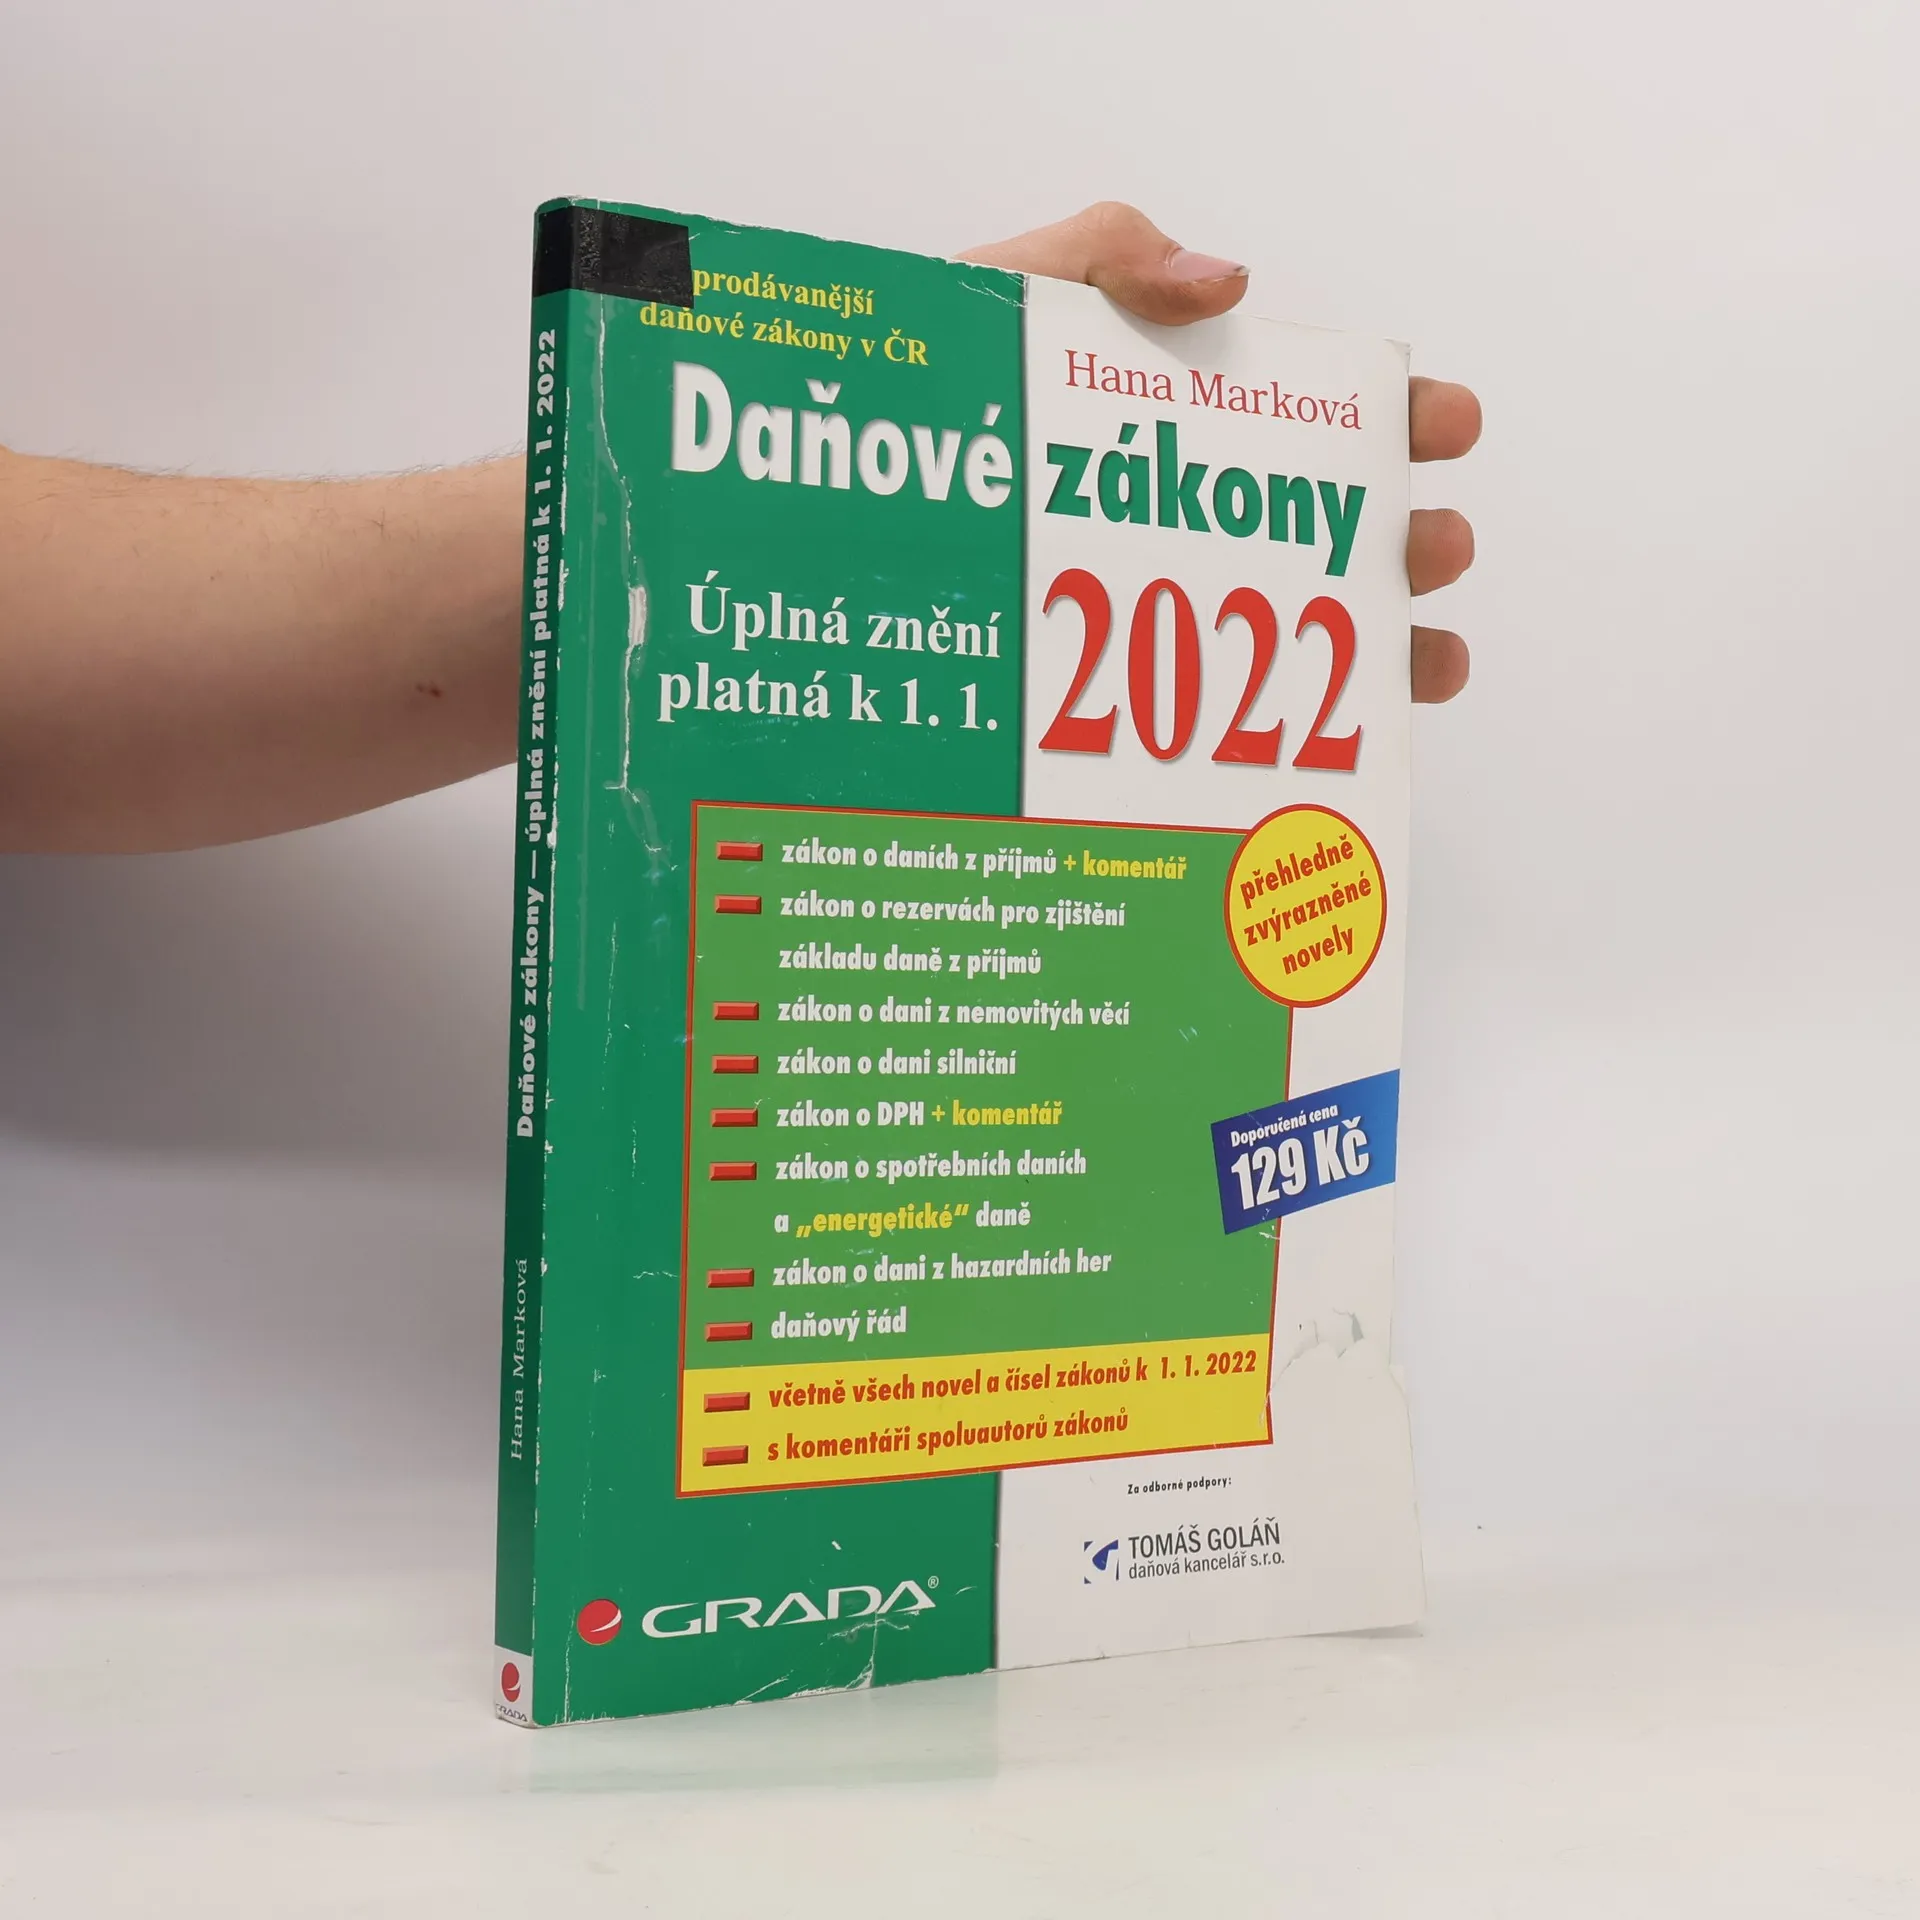 prodávanější
daňové zákony v ČR
Hana Marková
Daňové zákony
Úplná znění
platná k 1. 1.
2022
zákon o daních z příjmů + komentář
zákon o rezervách pro zjištění
základu daně z příjmů
zákon o dani z nemovitých věcí
zákon o dani silniční
zákon o DPH + komentář
zákon o spotřebních daních
a „energetické“ daně
zákon o dani z hazardních her
daňový řád
včetně všech novel a čísel zákonů k 1. 1. 2022
s komentáři spoluautorů zákonů
přehledně
zvýrazněné
novely
Doporučená cena
129 Kč
Za odborné podpory:
TOMÁŠ GOLÁŇ
daňová kancelář s.r.o.
GRADA®
Hana Marková Daňové zákony — úplná znění platná k 1. 1. 2022
GRADA